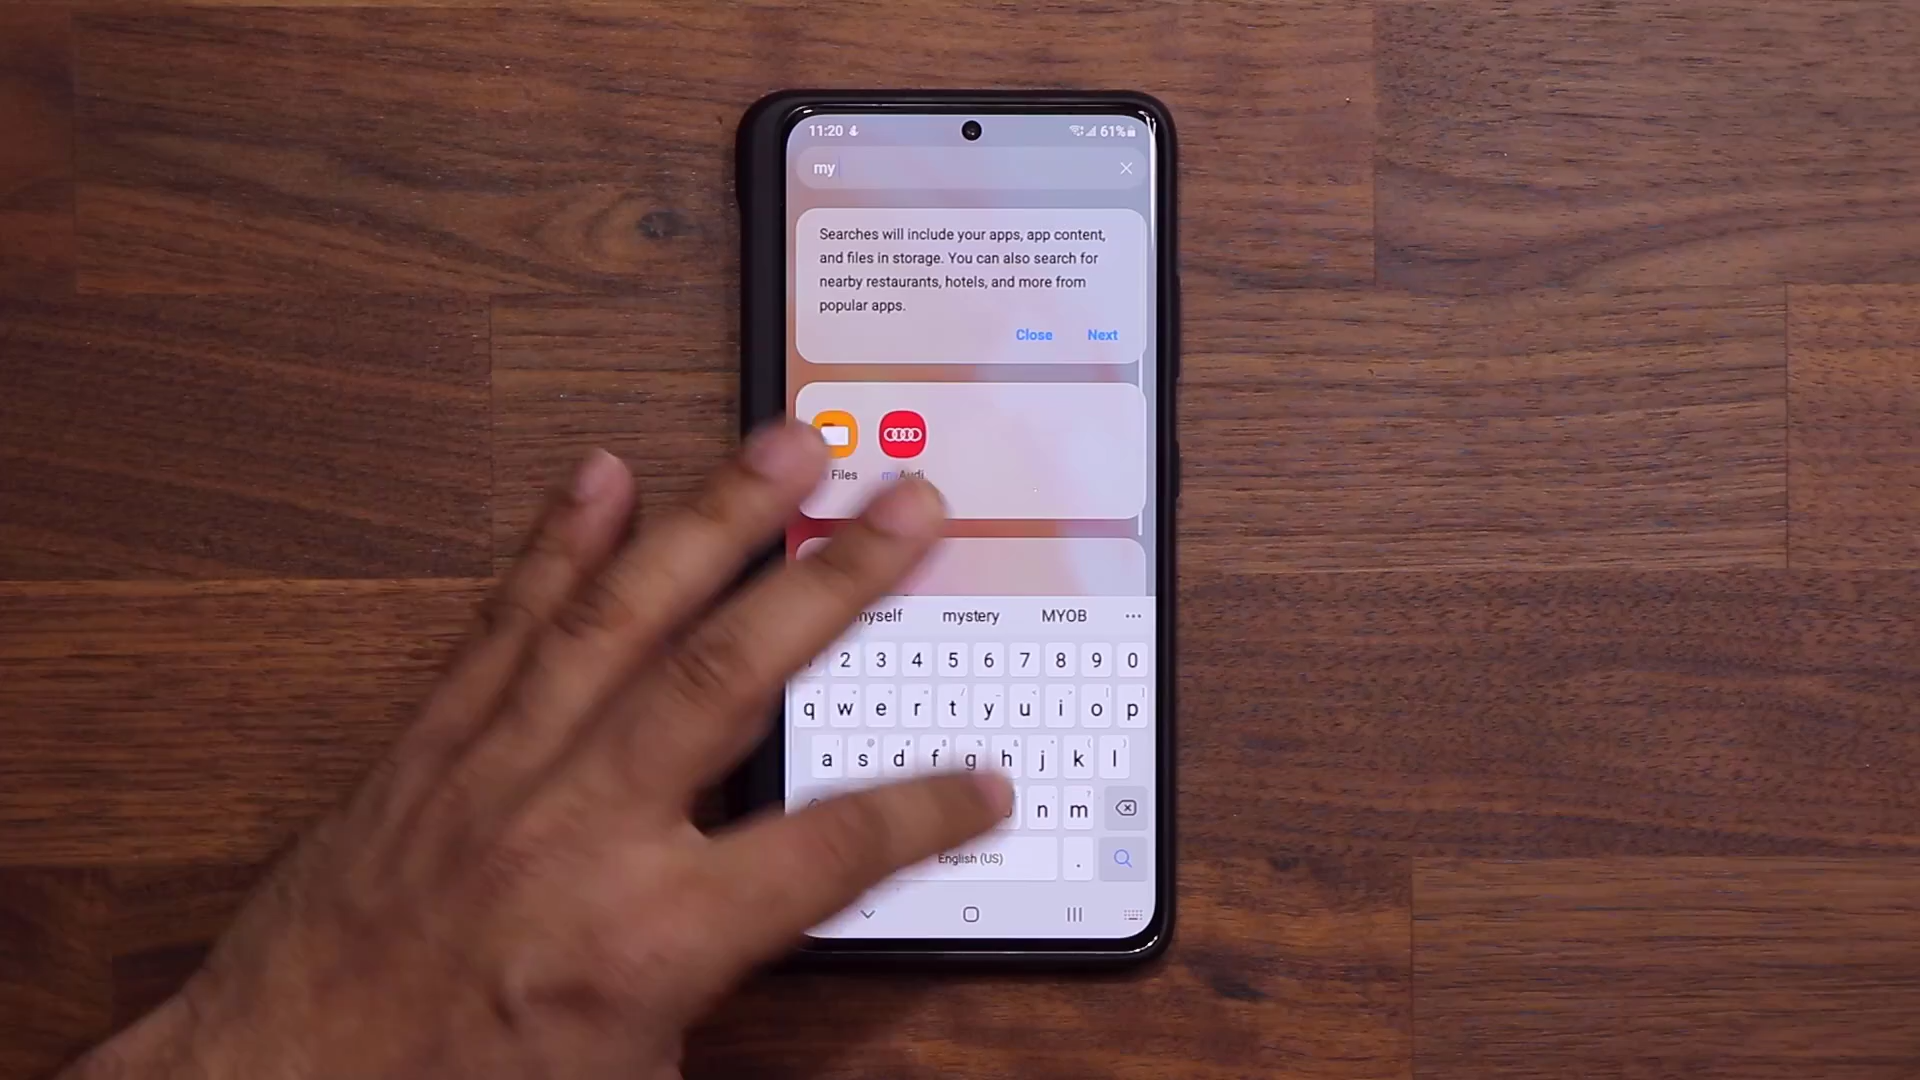 11:20 61%
my
Searches will include your apps, app content,
and files in storage. You can also search for
nearby restaurants, hotels, and more from
popular apps.
Close Next
Files myAudi
myself mystery MYOB
2 3 4 5 6 7 8 9 0
q w e r t y u i o p
a s d f g h j k l
n m
English (US) .